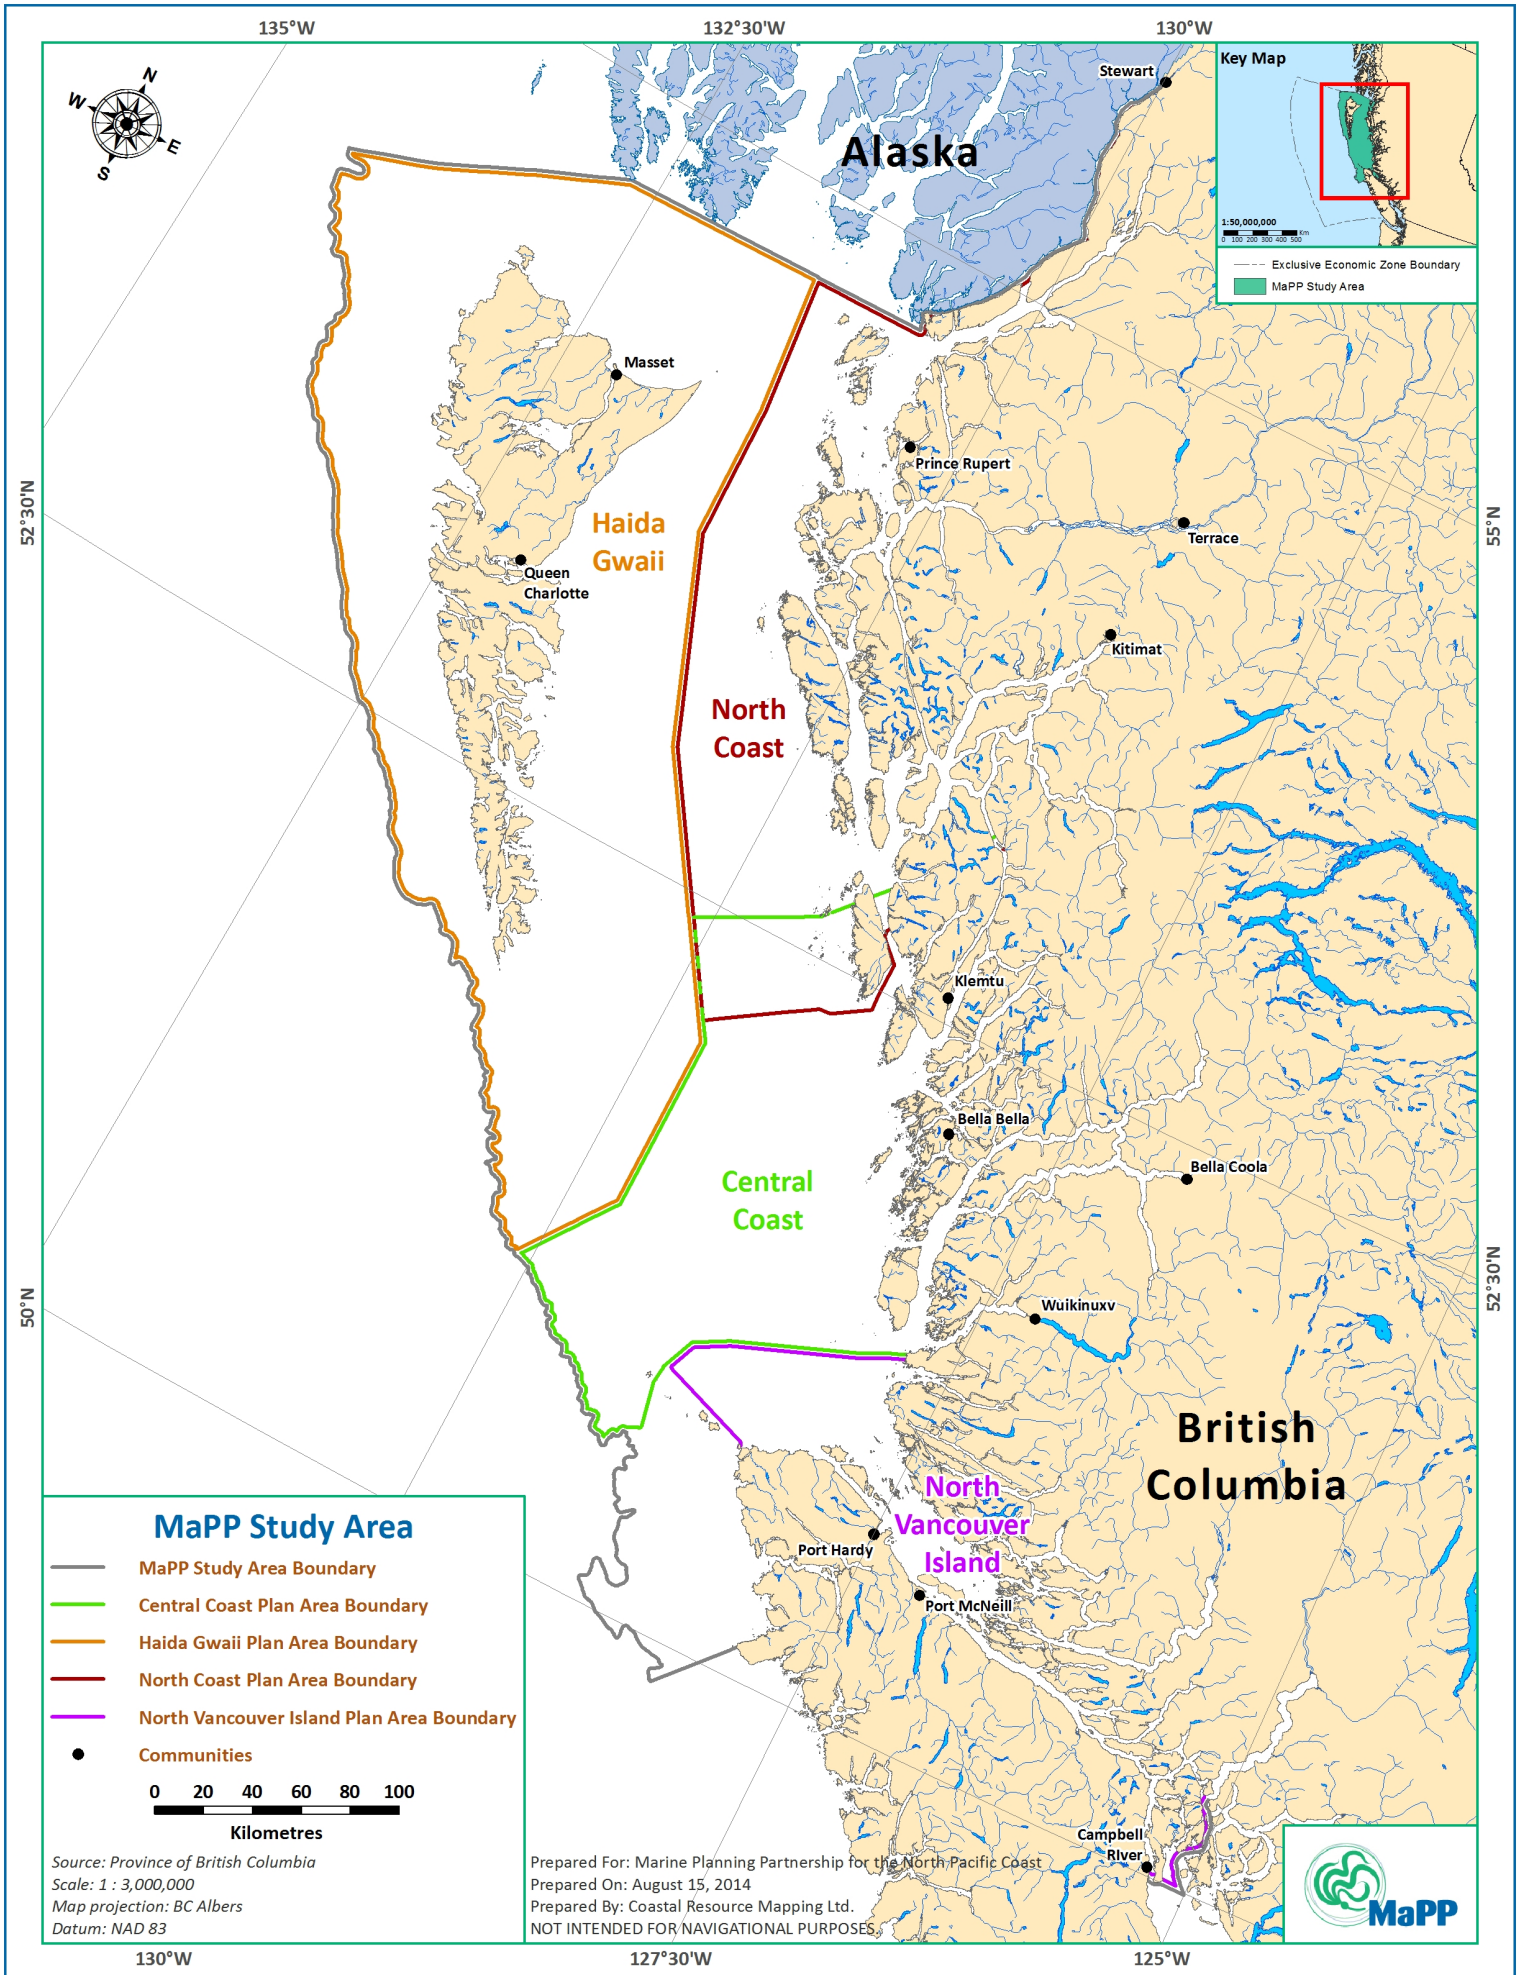 135°W
132°30'W
130°W
N
W
E
S
Stewart
Alaska
Key Map
1:50,000,000
0 100 200 300 400 500 Km
Exclusive Economic Zone Boundary
MaPP Study Area
Masset
Prince Rupert
52°30'N
55°N
Haida
Gwaii
Terrace
Queen
Charlotte
Kitimat
North
Coast
Klemtu
Bella Bella
Bella Coola
Central
Coast
50°N
52°30'N
Wuikinuxv
British
Columbia
North
Vancouver
Island
Port Hardy
Port McNeill
Campbell
RIver
MaPP Study Area
MaPP Study Area Boundary
Central Coast Plan Area Boundary
Haida Gwaii Plan Area Boundary
North Coast Plan Area Boundary
North Vancouver Island Plan Area Boundary
Communities
0 20 40 60 80 100
Kilometres
Source: Province of British Columbia
Scale: 1 : 3,000,000
Map projection: BC Albers
Datum: NAD 83
Prepared For: Marine Planning Partnership for the North Pacific Coast
Prepared On: August 15, 2014
Prepared By: Coastal Resource Mapping Ltd.
NOT INTENDED FOR NAVIGATIONAL PURPOSES.
MaPP
130°W
127°30'W
125°W